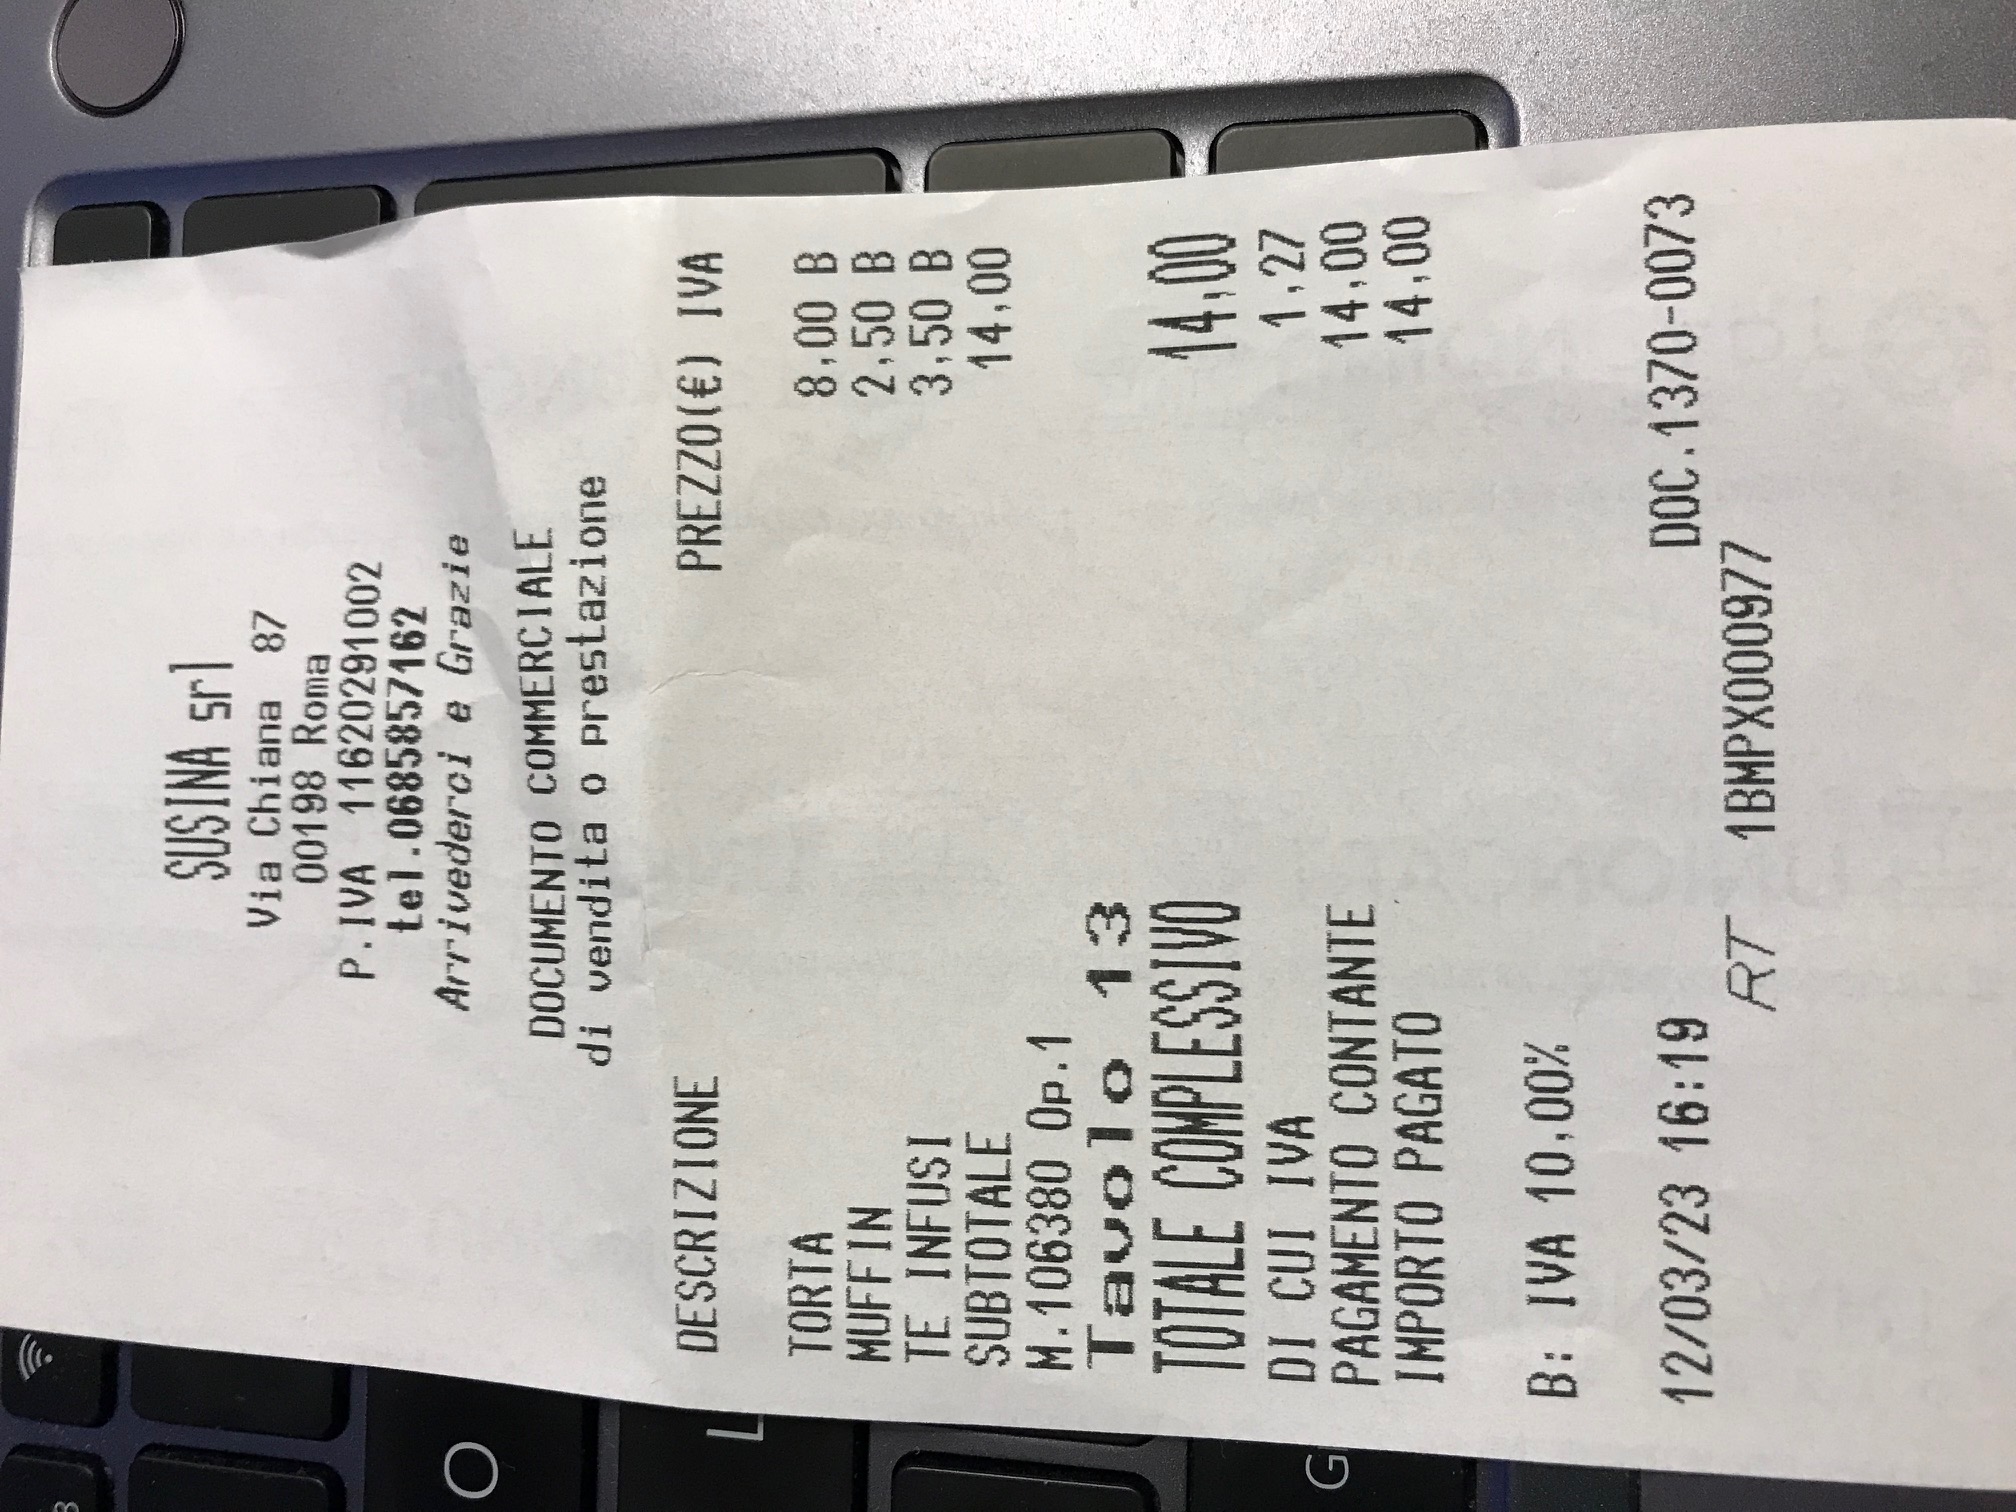 SUSINA srl
Via Chiana 87
00198 Roma
P.IVA 11620291002
tel.0685857162
Arrivederci e Grazie
DOCUMENTO COMMERCIALE
di vendita o prestazione
DESCRIZIONE PREZZO(€) IVA
TORTA 8,00 B
MUFFIN 2,50 B
TE INFUSI 3,50 B
SUBTOTALE 14,00
M.106380 Op.1
Tavolo 13
TOTALE COMPLESSIVO 14,00
DI CUI IVA 1,27
PAGAMENTO CONTANTE 14,00
IMPORTO PAGATO 14,00
B: IVA 10,00%
12/03/23 16:19 DOC.1370-0073
RT 1BMPX000977
O
L
G